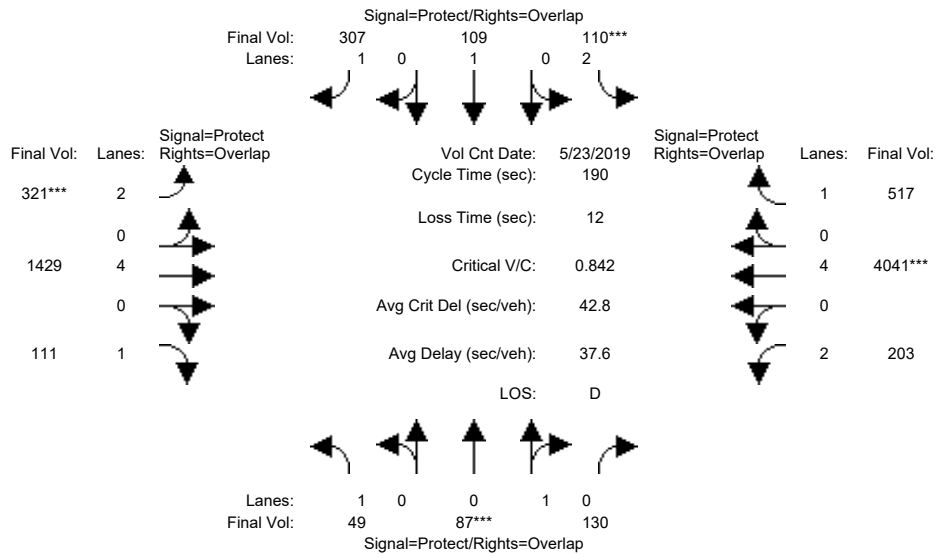 Signal=Protect/Rights=Overlap
Final Vol: 307 109 110***
Lanes: 1 0 1 0 2
Signal=Protect Signal=Protect
Final Vol: Lanes: Rights=Overlap Vol Cnt Date: 5/23/2019 Rights=Overlap Lanes: Final Vol:
Cycle Time (sec): 190
321*** 2 1 517
Loss Time (sec): 12
0 0
1429 4 Critical V/C: 0.842 4 4041***
0 Avg Crit Del (sec/veh): 42.8 0
111 1 Avg Delay (sec/veh): 37.6 2 203
LOS: D
Lanes: 1 0 0 1 0
Final Vol: 49 87*** 130
Signal=Protect/Rights=Overlap